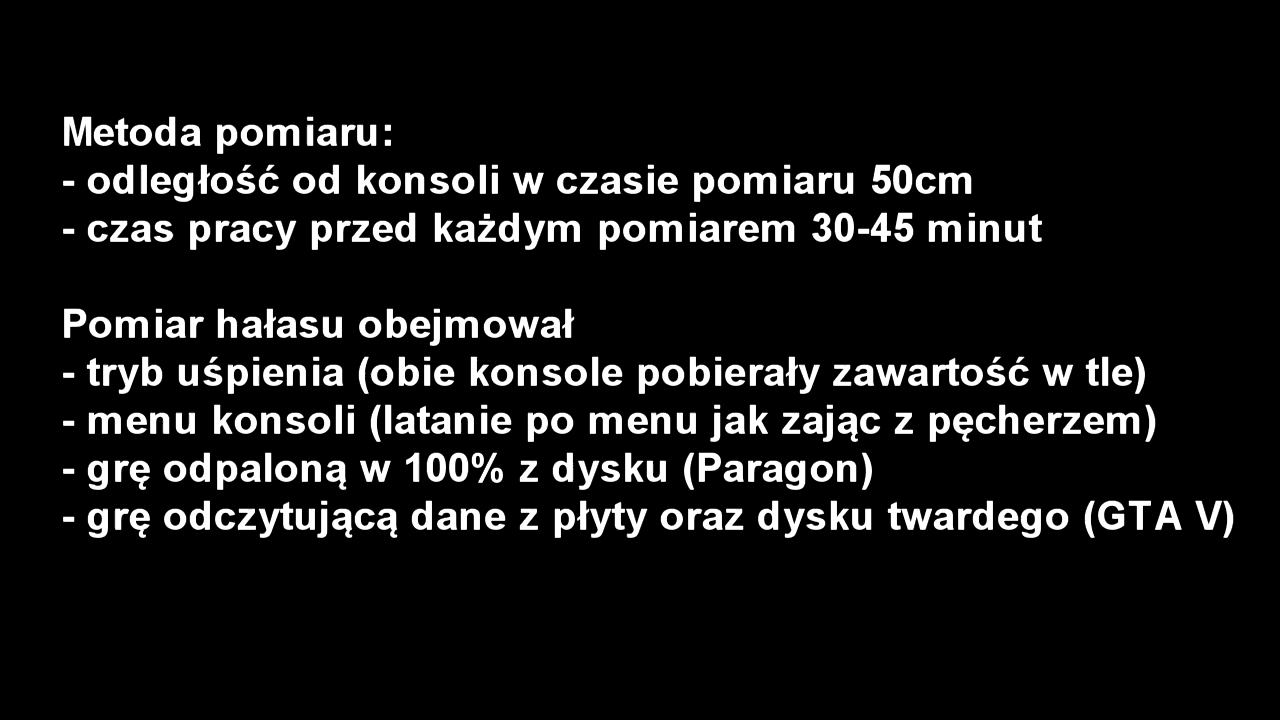 Metoda pomiaru:
- odległość od konsoli w czasie pomiaru 50cm
- czas pracy przed każdym pomiarem 30-45 minut
Pomiar hałasu obejmował
- tryb uśpienia (obie konsole pobierały zawartość w tle)
- menu konsoli (latanie po menu jak zając z pęcherzem)
- grę odpaloną w 100% z dysku (Paragon)
- grę odczytującą dane z płyty oraz dysku twardego (GTA V)